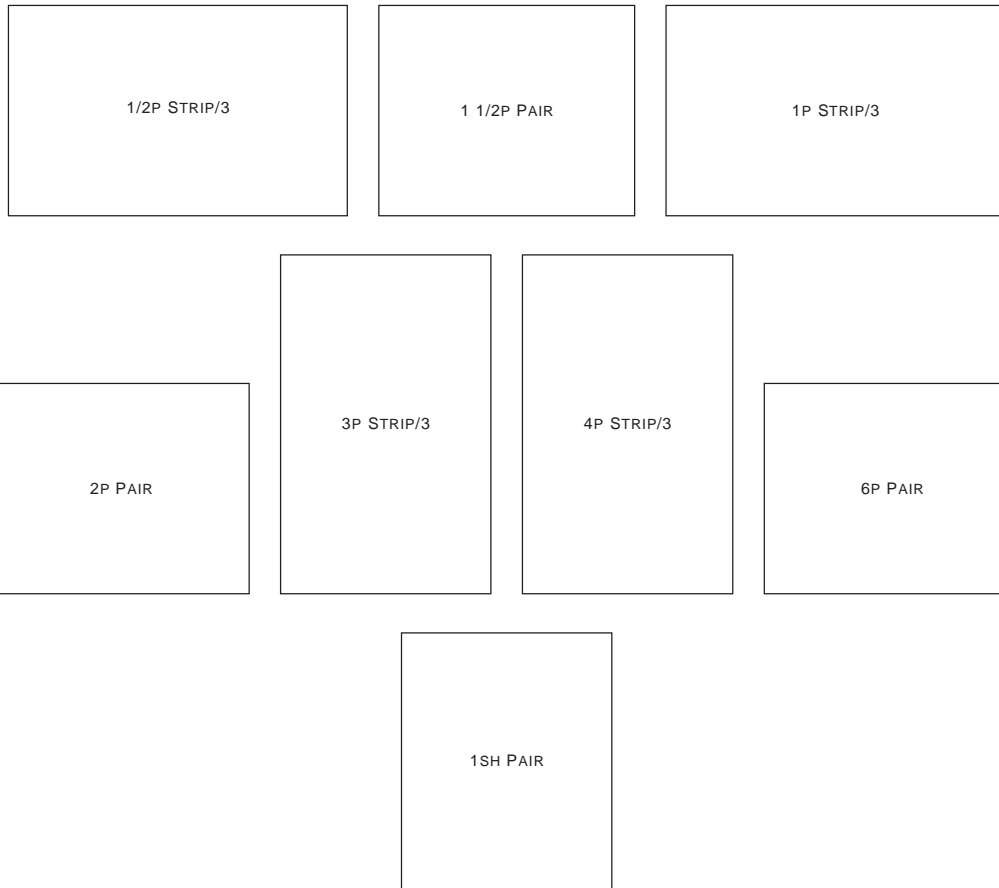 1/2P STRIP/3
1 1/2P PAIR
1P STRIP/3
3P STRIP/3
4P STRIP/3
2P PAIR
6P PAIR
1SH PAIR